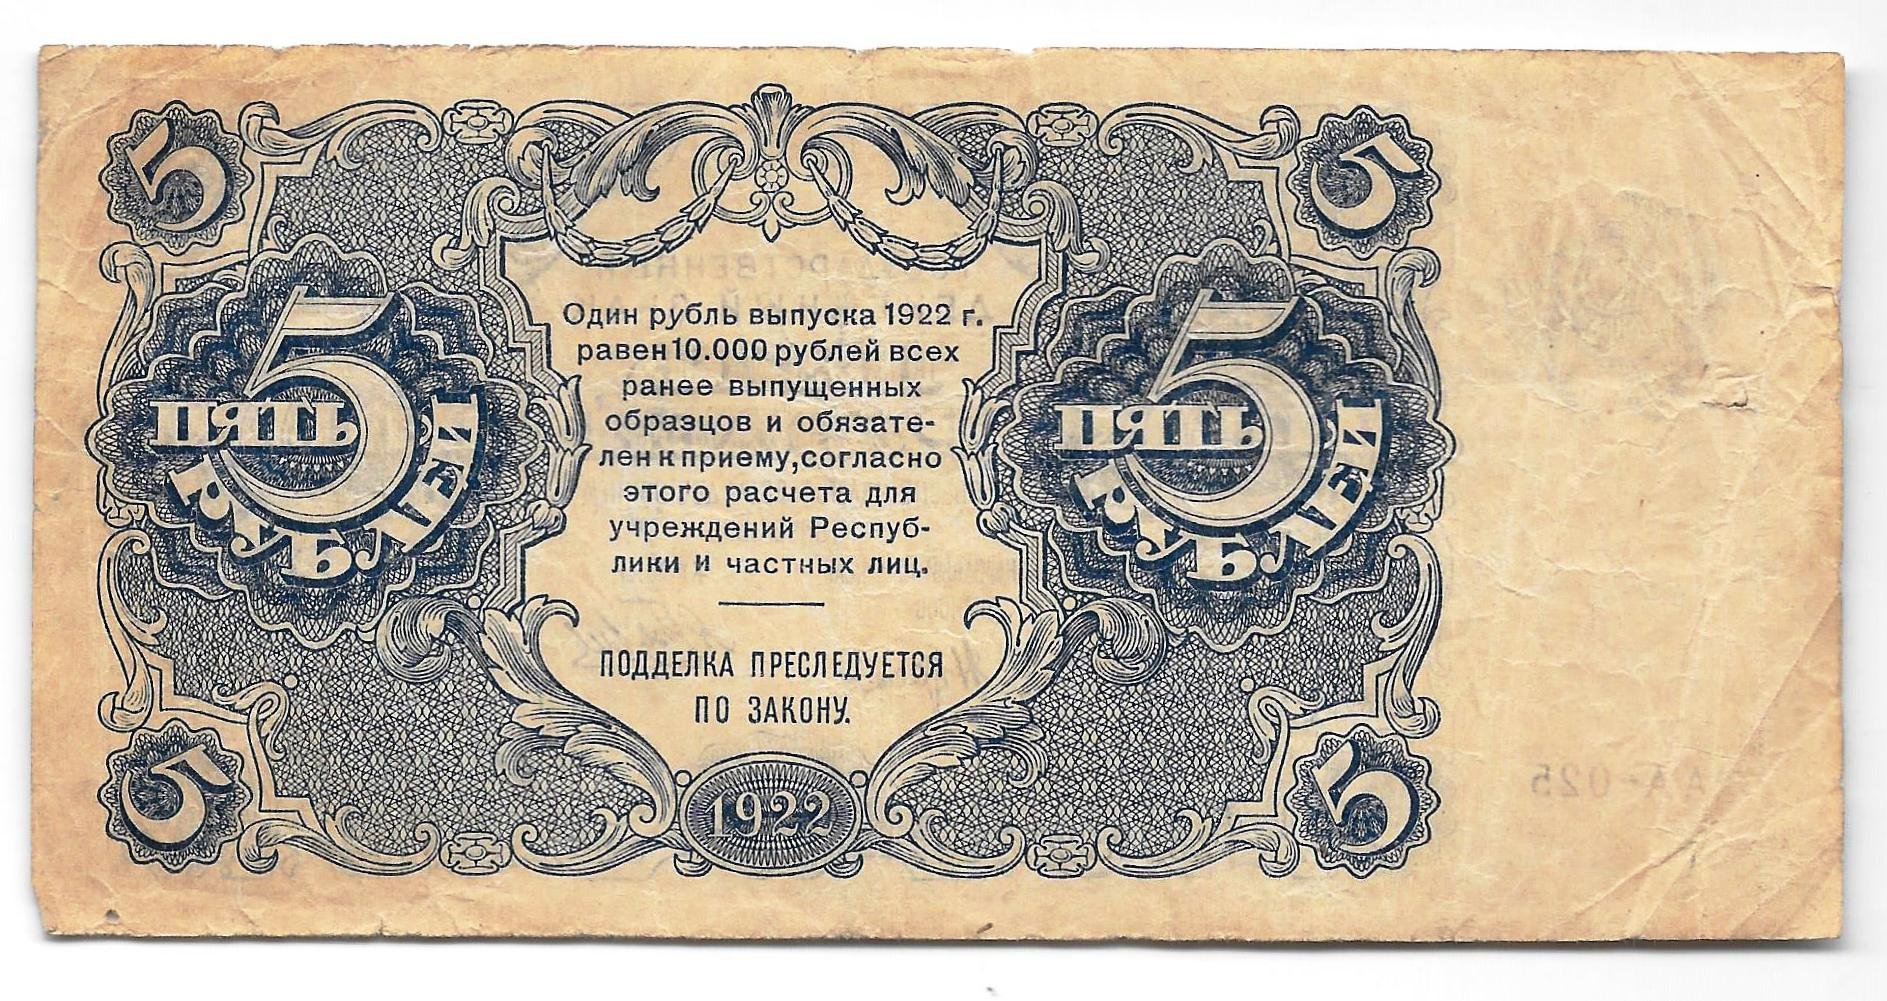 5
5
5 ПЯТЬ РУБЛЕЙ
Один рубль выпуска 1922 г.
равен 10.000 рублей всех
ранее выпущенных
образцов и обязате-
лен к приему, согласно
этого расчета для
учреждений Респуб-
лики и частных лиц.
ПОДДЕЛКА ПРЕСЛЕДУЕТСЯ
ПО ЗАКОНУ.
5 ПЯТЬ РУБЛЕЙ
АА-025
5
1922
5